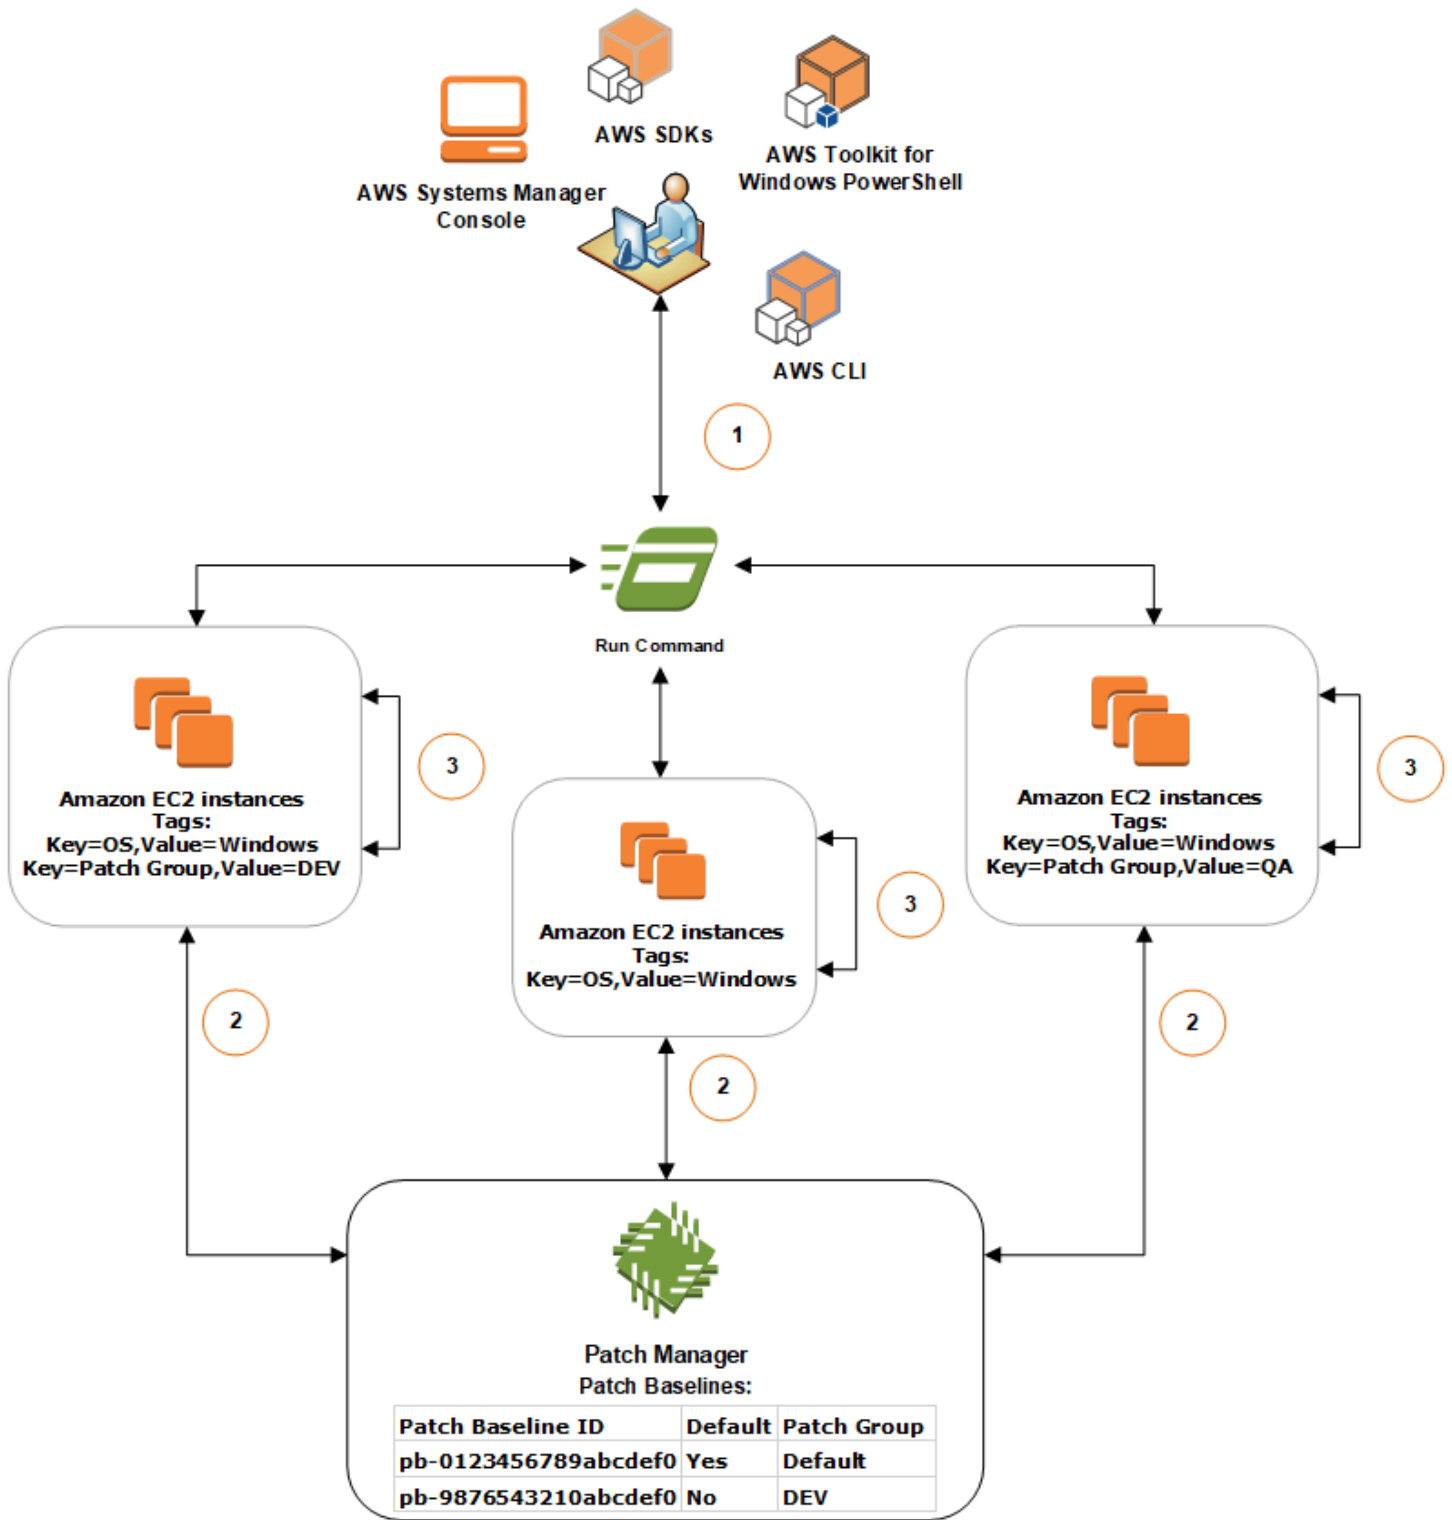 AWS SDKs
AWS Toolkit for
Windows PowerShell
AWS Systems Manager
Console
AWS CLI
1
Run Command
Amazon EC2 instances
Tags:
Key=OS,Value=Windows
Key=Patch Group,Value=DEV
3
Amazon EC2 instances
Tags:
Key=OS,Value=Windows
3
Amazon EC2 instances
Tags:
Key=OS,Value=Windows
Key=Patch Group,Value=QA
3
2
2
2
Patch Manager
Patch Baselines:
Patch Baseline ID Default Patch Group
pb-0123456789abcdef0 Yes Default
pb-9876543210abcdef0 No DEV